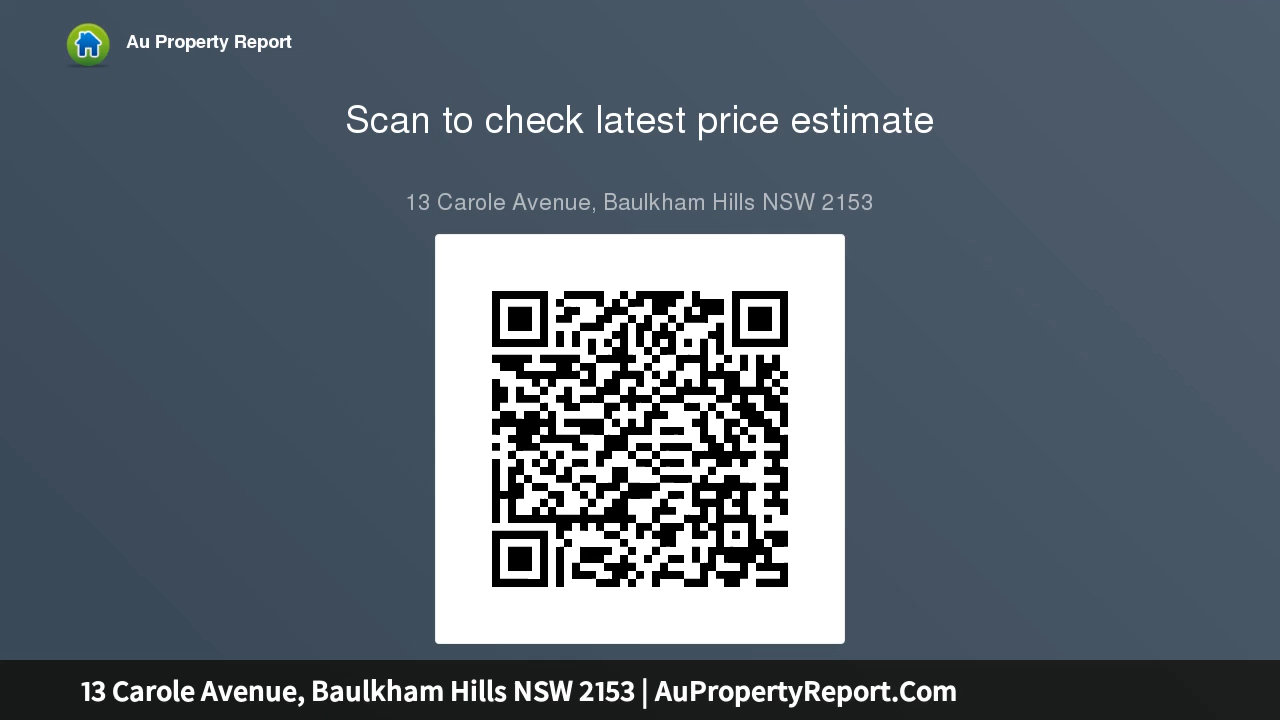 Au Property Report
Scan to check latest price estimate
13 Carole Avenue, Baulkham Hills NSW 2153
13 Carole Avenue, Baulkham Hills NSW 2153 | AuPropertyReport.Com